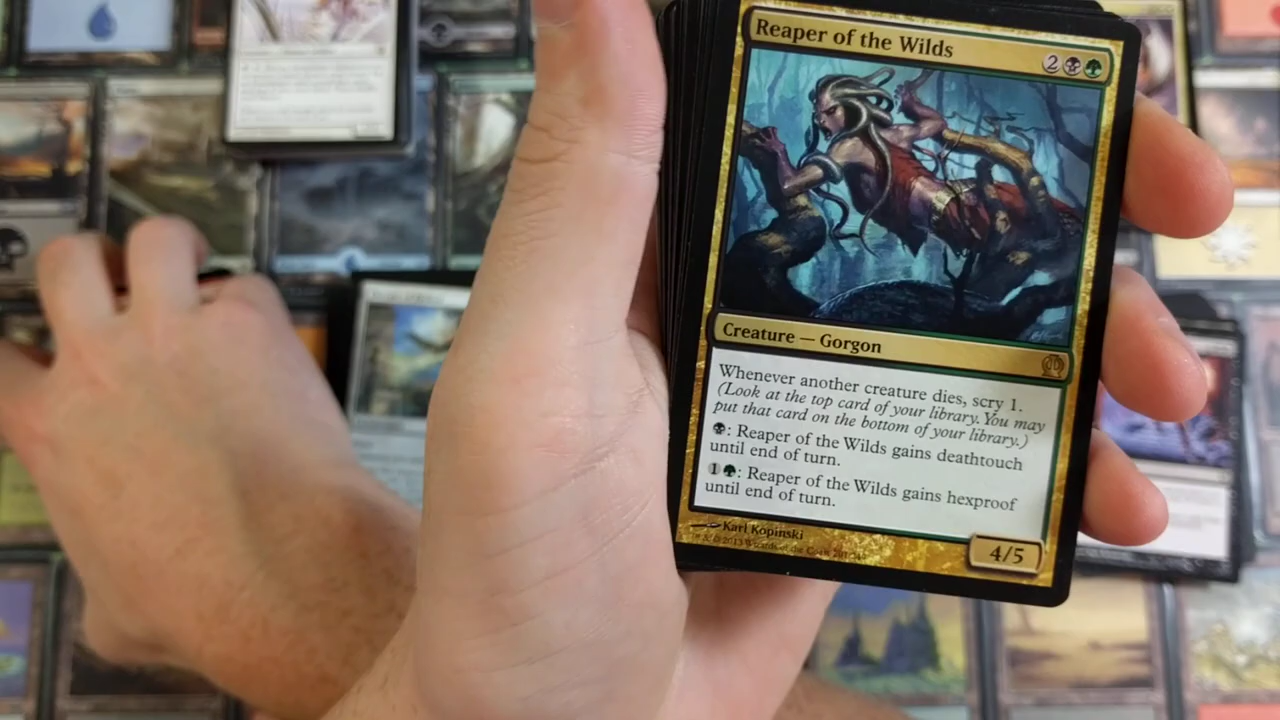 Reaper of the Wilds
2
Creature — Gorgon
Whenever another creature dies, scry 1.
(Look at the top card of your library. You may
put that card on the bottom of your library.)
: Reaper of the Wilds gains deathtouch
until end of turn.
1 : Reaper of the Wilds gains hexproof
until end of turn.
Karl Kopinski
4/5